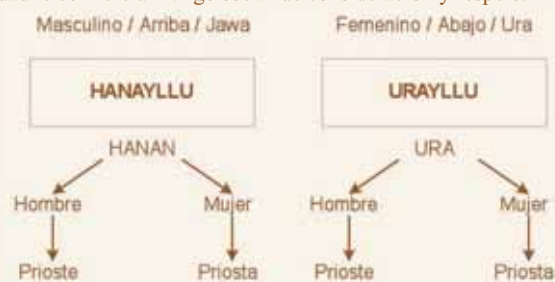 Masculino / Arriba / Jawa
Femenino / Abajo / Ura
HANAYLLU
URAYLLU
HANAN
URA
Hombre
Mujer
Hombre
Mujer
Prioste
Priosta
Prioste
Priosta